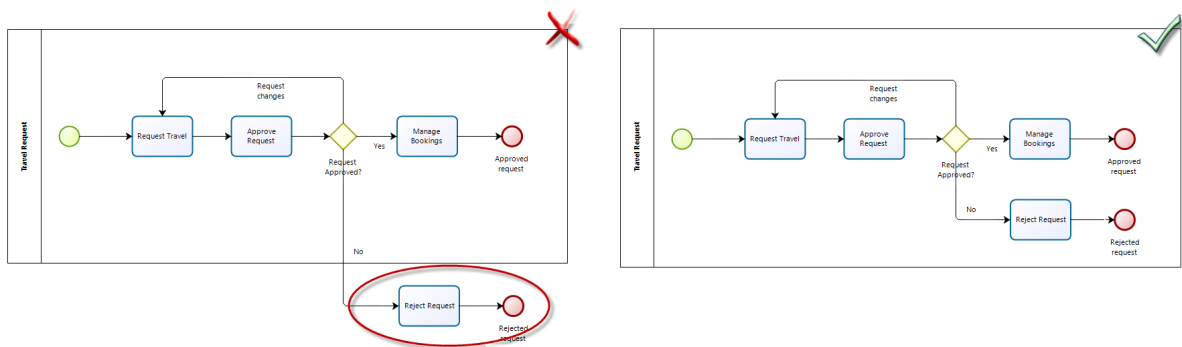 Travel Request
Request
changes
Request Travel
Approve
Request
Manage
Bookings
Yes
Request
Approved?
Approved
request
No
Reject Request
Rejected
request
Travel Request
Request
changes
Request Travel
Approve
Request
Manage
Bookings
Yes
Request
Approved?
Approved
request
No
Reject Request
Rejected
request